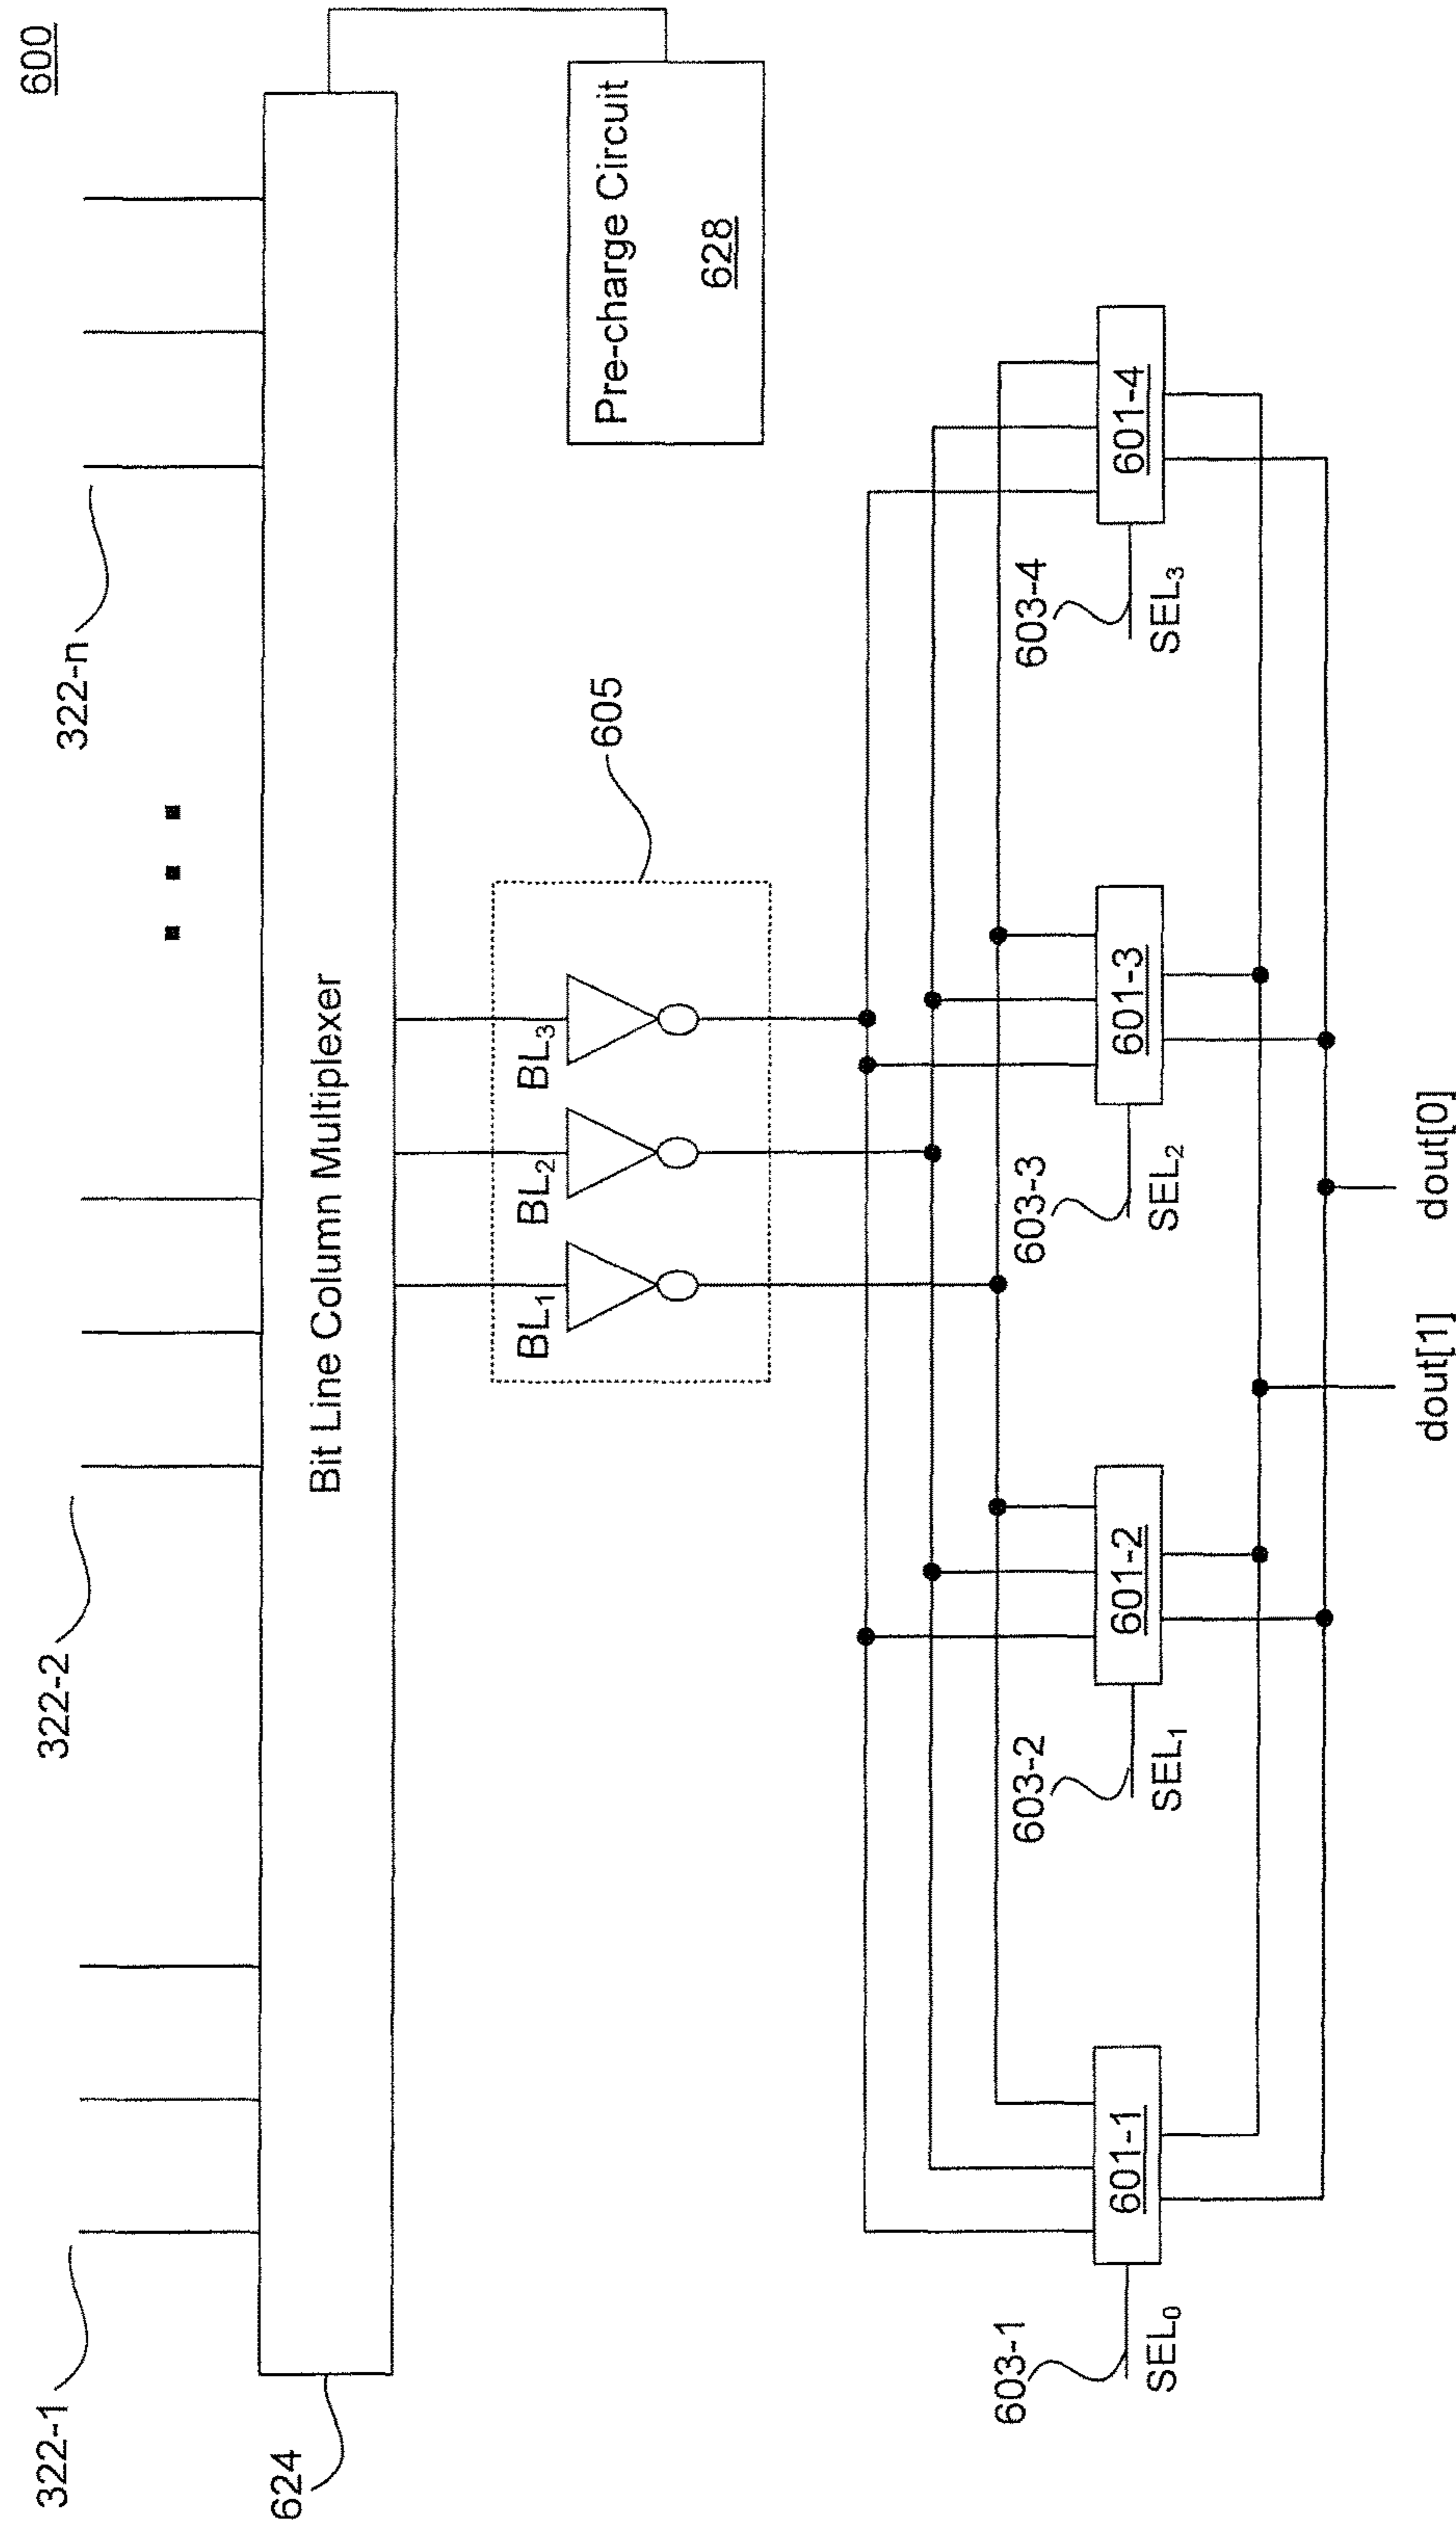 600
322-1
322-2
322-n
624
Bit Line Column Multiplexer
Pre-charge Circuit
628
BL1
BL2
BL3
605
603-1
SEL0
601-1
603-2
SEL1
601-2
603-3
SEL2
601-3
603-4
SEL3
601-4
dout[1]
dout[0]